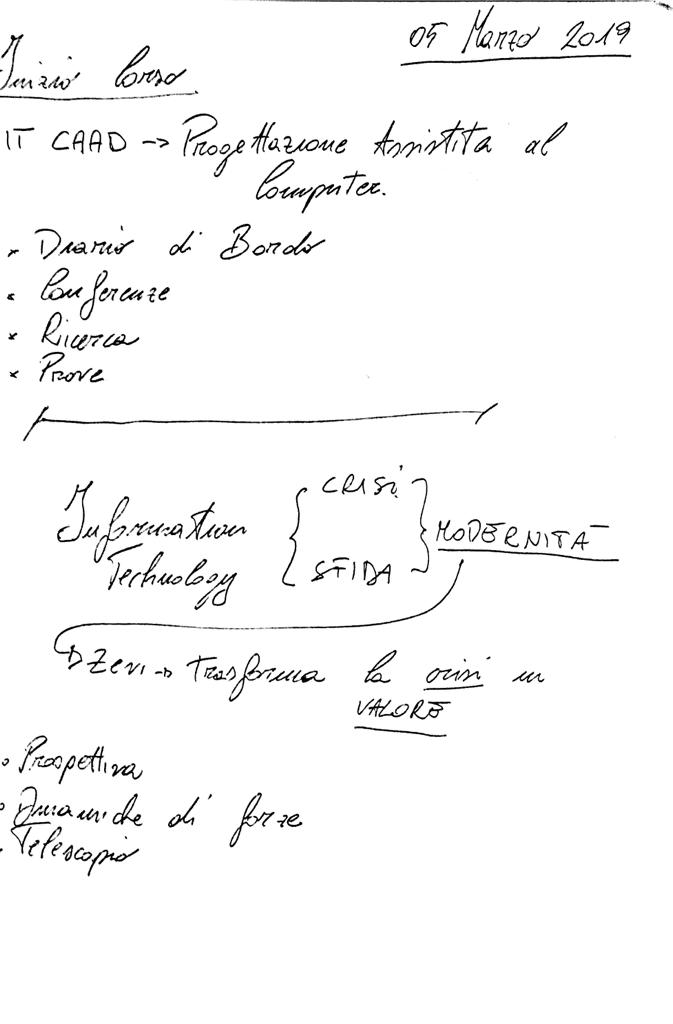 05 Marzo 2019
Inizio Corso
IT CAAD -> Progettazione Assistita al
Computer.
× Diario di Bordo
× Conferenze
× Ricerca
× Prove
Information
Technology
CRISI
SFIDA
MODERNITÀ
Zevi -> Trasforma la crisi in
VALORE
° Prospettiva
° Dinamiche di forze
Telescopio